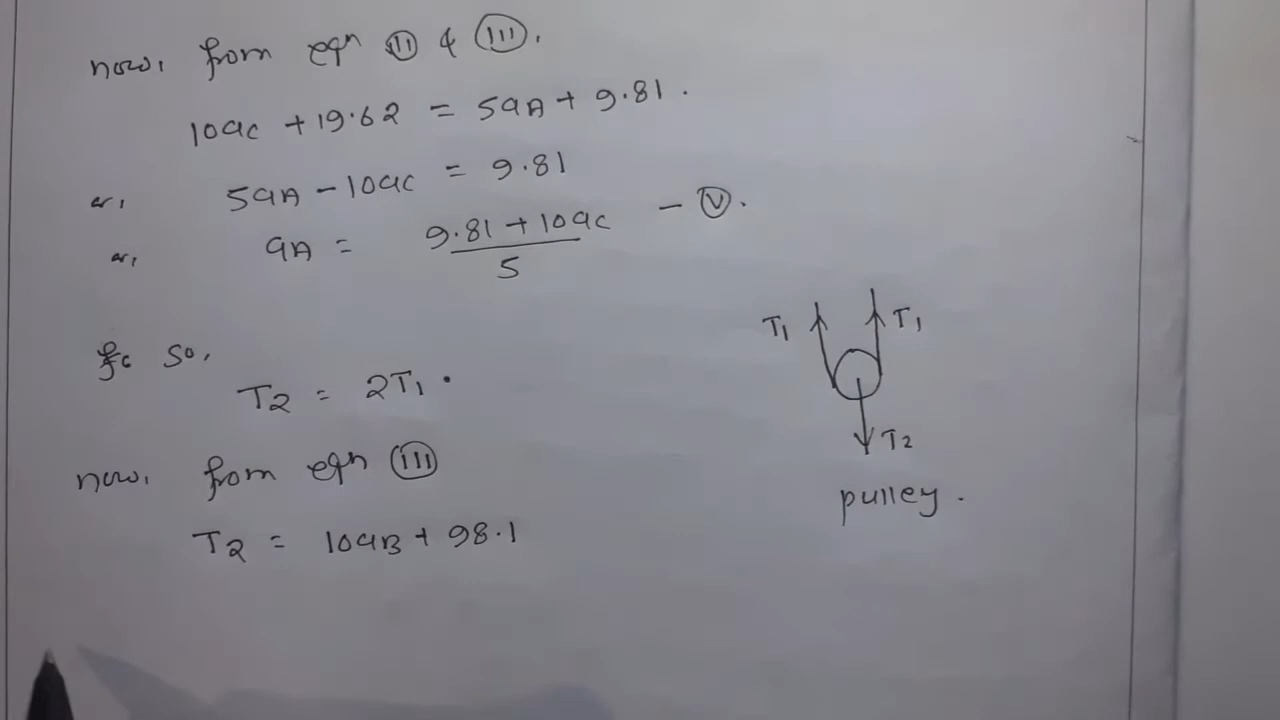 now, from eqn (II) & (III).
10ac + 19.62 = 5aA + 9.81.
or, 5aA - 10ac = 9.81
or, aA = (9.81 + 10ac)/5 - (V).
so,
T2 = 2T1.
now, from eqn (III)
T2 = 10aB + 98.1
T1 T1
T2
pulley.